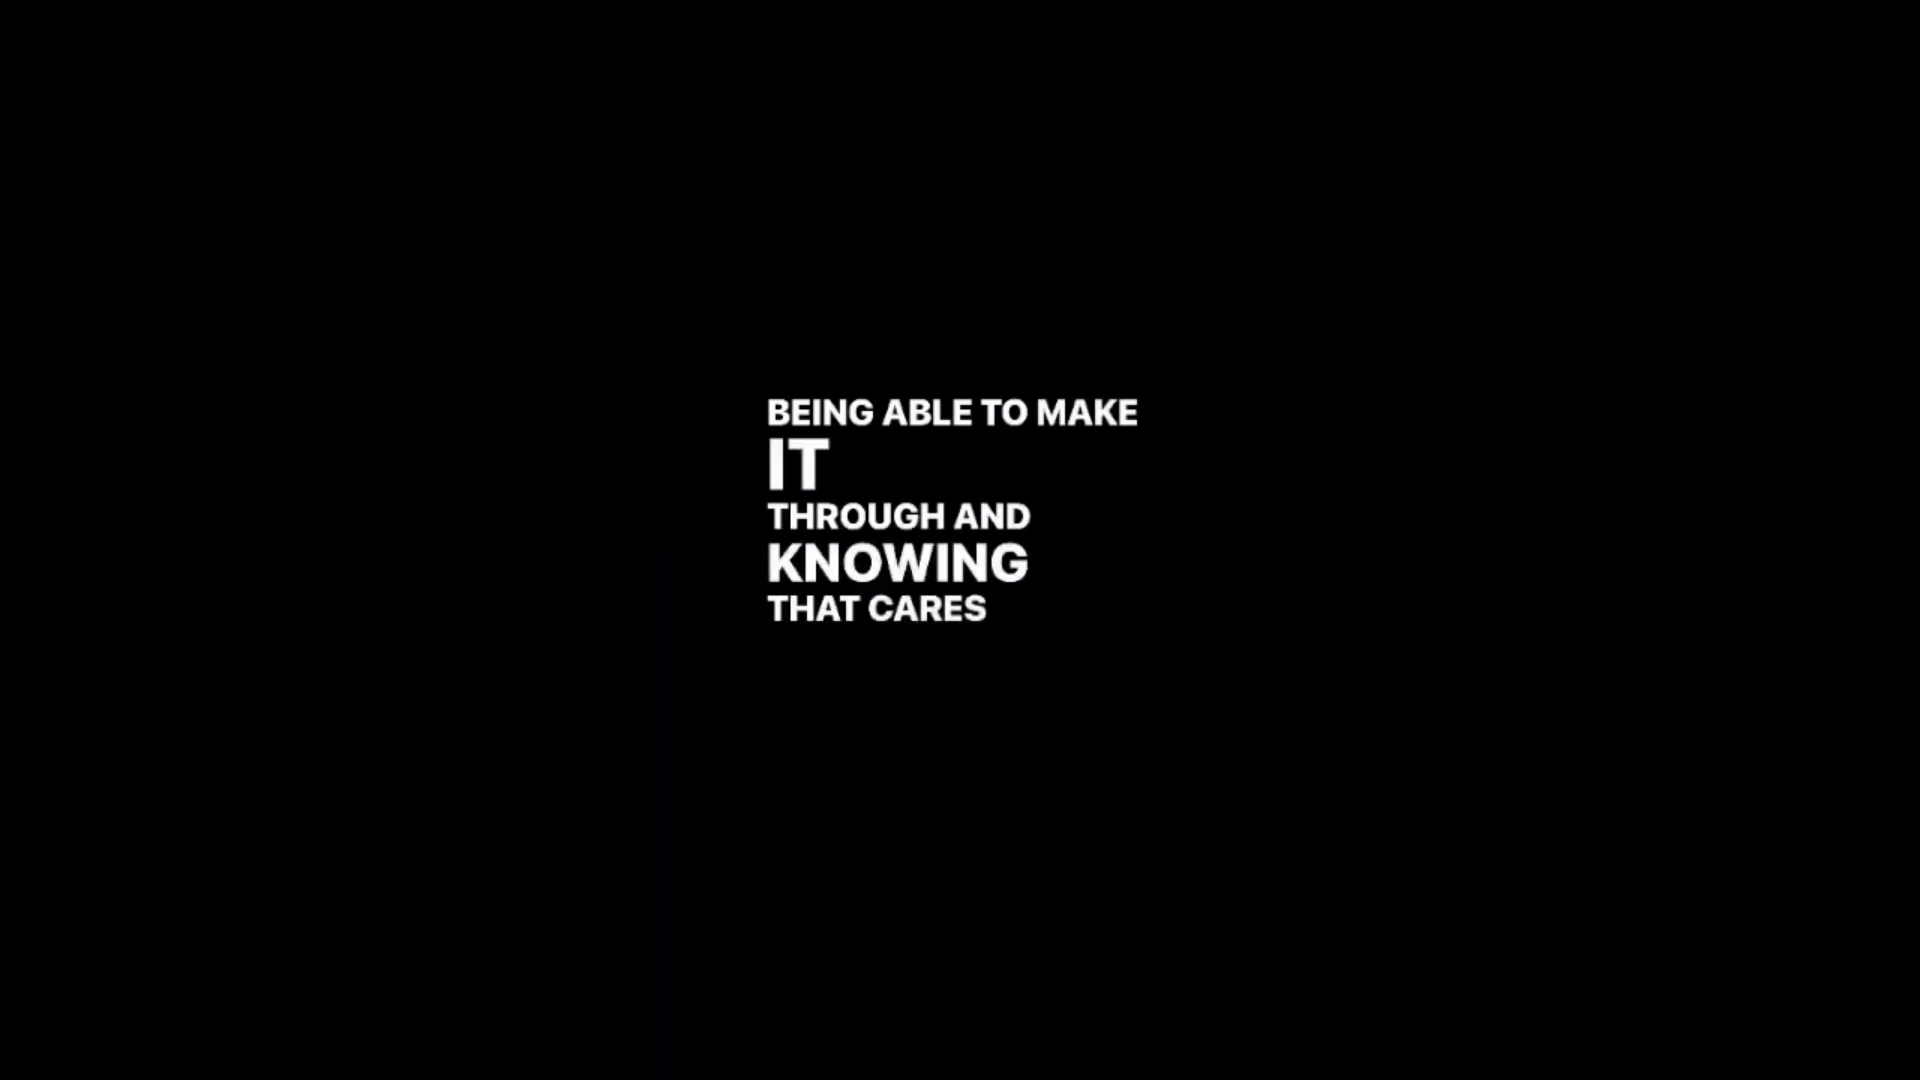 BEING ABLE TO MAKE
IT
THROUGH AND
KNOWING
THAT CARES